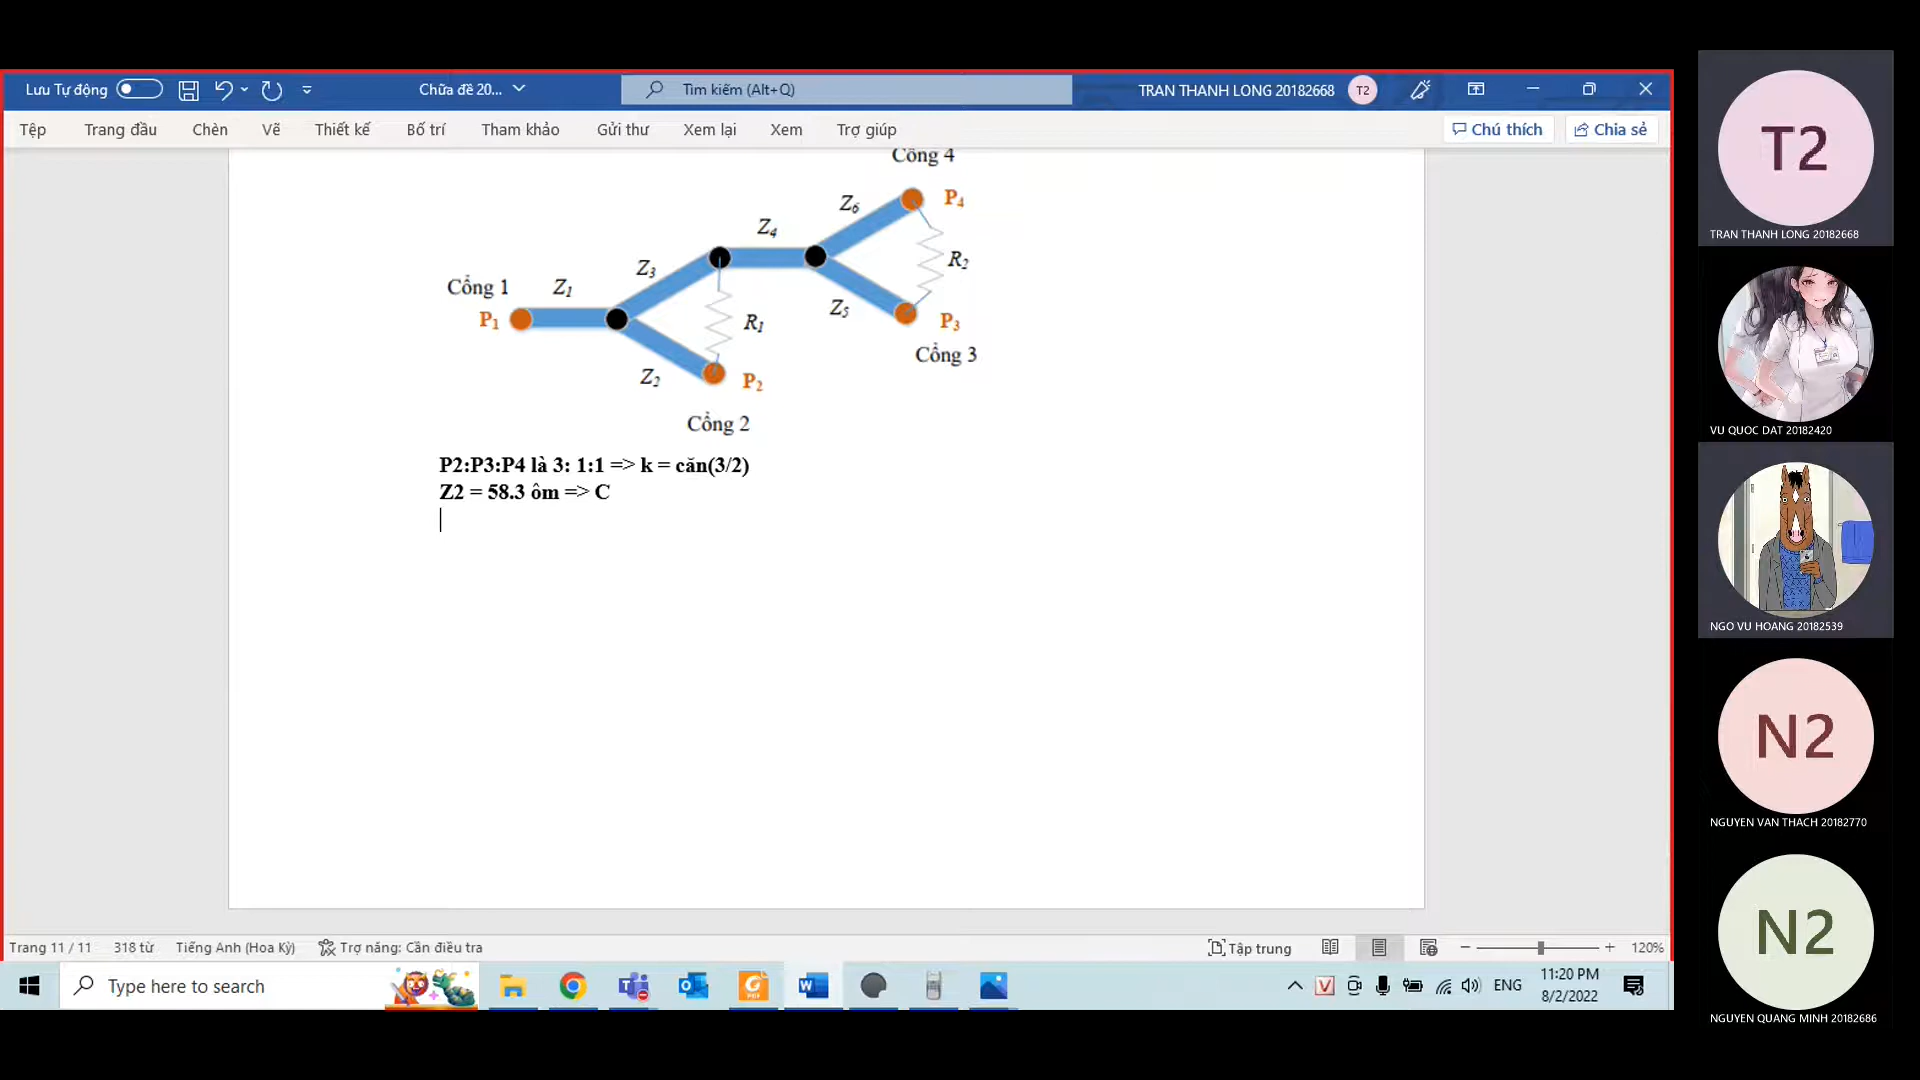 Lưu Tự động
Chữa đề 20...
Tìm kiếm (Alt+Q)
TRAN THANH LONG 20182668
T2
Tệp
Trang đầu
Chèn
Vẽ
Thiết kế
Bố trí
Tham khảo
Gửi thư
Xem lại
Xem
Trợ giúp
Chú thích
Chia sẻ
Cổng 4
Z6
P4
Z4
Z3
R2
Cổng 1
Z1
P1
R1
Z5
P3
Cổng 3
Z2
P2
Cổng 2
P2:P3:P4 là 3: 1:1 => k = căn(3/2)
Z2 = 58.3 ôm => C
Trang 11 / 11
318 từ
Tiếng Anh (Hoa Kỳ)
Trợ năng: Cần điều tra
Tập trung
120%
Type here to search
ENG
11:20 PM
8/2/2022
T2
TRAN THANH LONG 20182668
VU QUOC DAT 20182420
NGO VU HOANG 20182539
N2
NGUYEN VAN THACH 20182770
N2
NGUYEN QUANG MINH 20182686